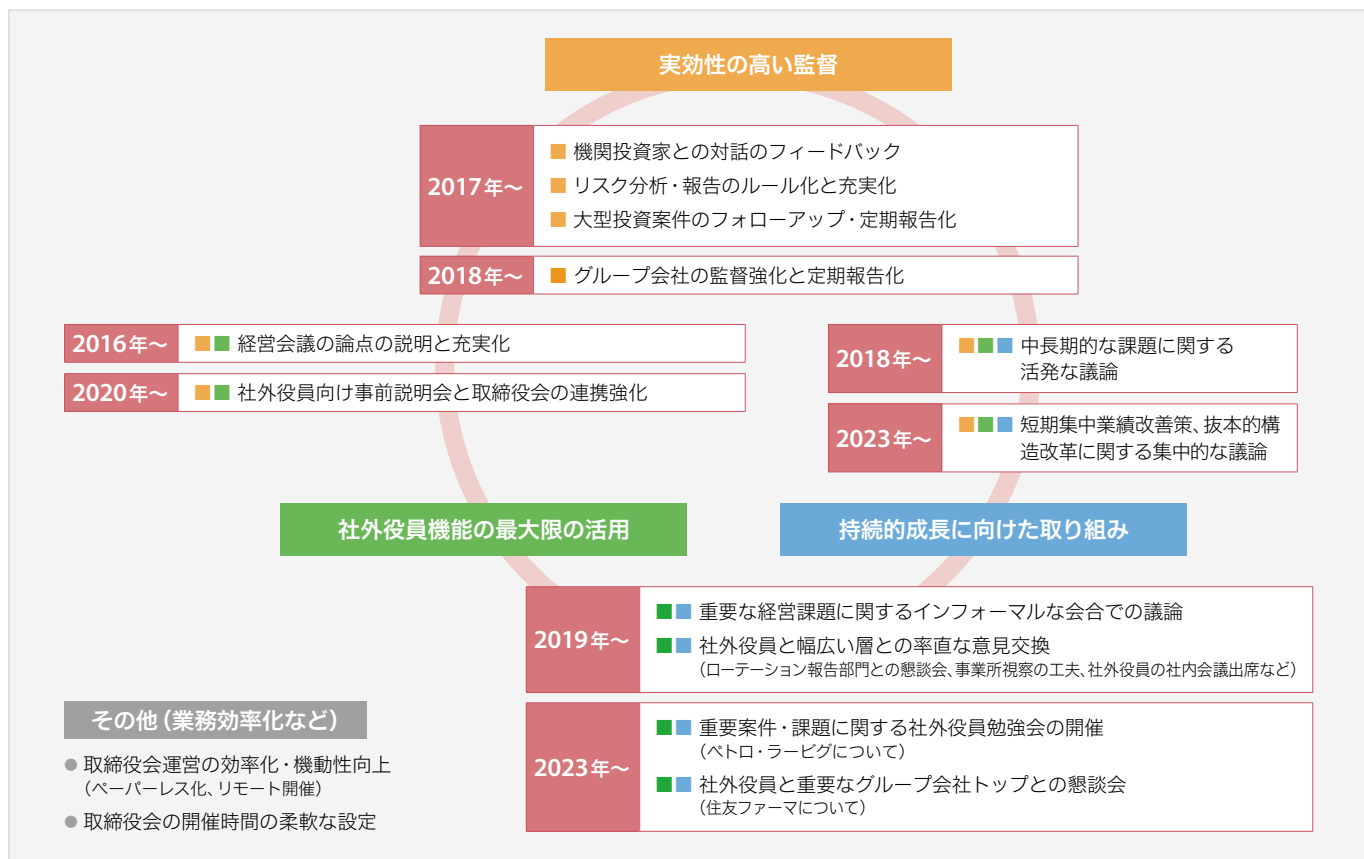 実効性の高い監督
2017年～
■ 機関投資家との対話のフィードバック
■ リスク分析・報告のルール化と充実化
■ 大型投資案件のフォローアップ・定期報告化
2018年～
■ グループ会社の監督強化と定期報告化
2016年～
■■ 経営会議の論点の説明と充実化
2020年～
■■ 社外役員向け事前説明会と取締役会の連携強化
2018年～
■■■ 中長期的な課題に関する
活発な議論
2023年～
■■■ 短期集中業績改善策、抜本的構
造改革に関する集中的な議論
社外役員機能の最大限の活用
持続的成長に向けた取り組み
2019年～
■■ 重要な経営課題に関するインフォーマルな会合での議論
■■ 社外役員と幅広い層との率直な意見交換
（ローテーション報告部門との懇談会、事業所視察の工夫、社外役員の社内会議出席など）
2023年～
■■ 重要案件・課題に関する社外役員勉強会の開催
（ペトロ・ラービグについて）
■■ 社外役員と重要なグループ会社トップとの懇談会
（住友ファーマについて）
その他（業務効率化など）
● 取締役会運営の効率化・機動性向上
（ペーパーレス化、リモート開催）
● 取締役会の開催時間の柔軟な設定